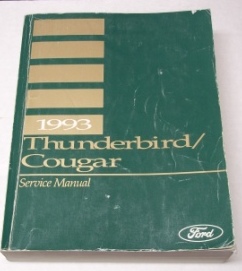 1993
Thunderbird/
Cougar
Service Manual
Ford